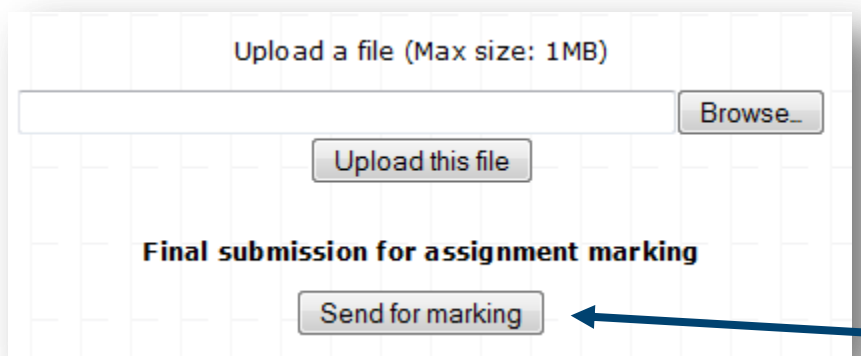 Upload a file (Max size: 1MB)
Browse...
Upload this file
Final submission for assignment marking
Send for marking